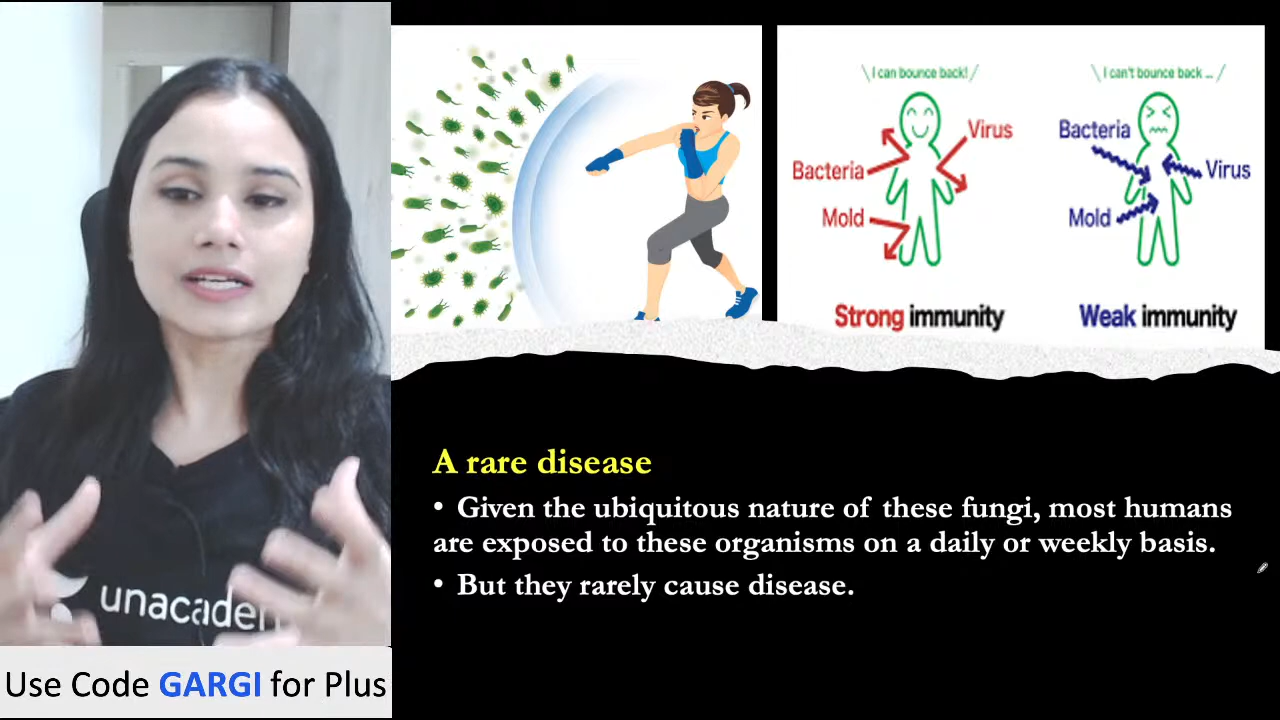 \ I can bounce back! /
\ I can't bounce back ... /
Virus
Bacteria
Mold
Bacteria
Virus
Mold
Strong immunity
Weak immunity
A rare disease
• Given the ubiquitous nature of these fungi, most humans
are exposed to these organisms on a daily or weekly basis.
• But they rarely cause disease.
unacade
Use Code GARGI for Plus